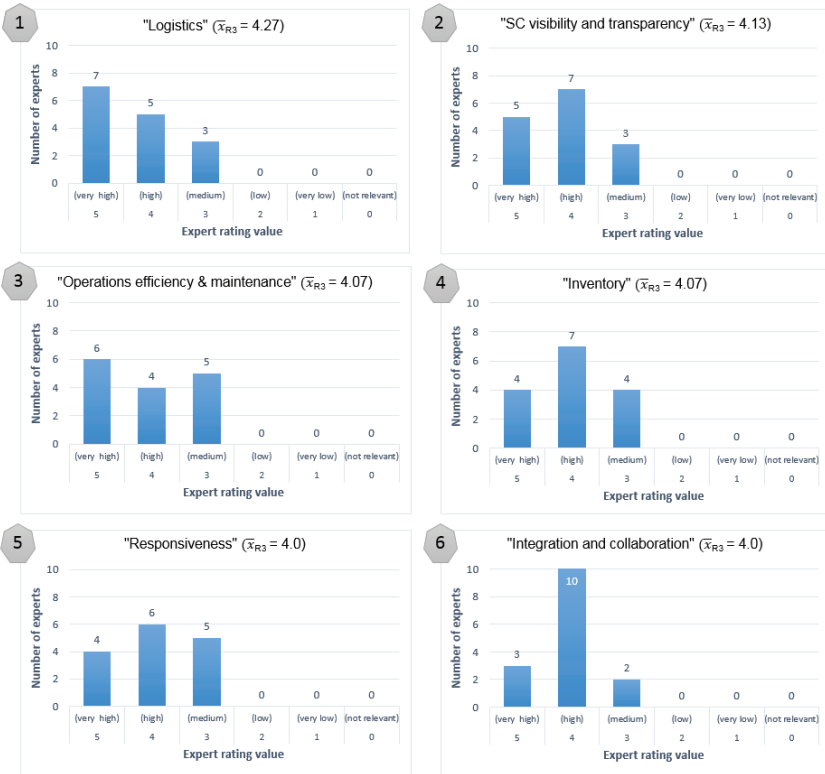 1
"Logistics" (x̅R3 = 4.27)
Number of experts
10
8
6
4
2
0
7
5
3
0
0
0
(very high) (high) (medium) (low) (very low) (not relevant)
5 4 3 2 1 0
Expert rating value
2
"SC visibility and transparency" (x̅R3 = 4.13)
Number of experts
10
8
6
4
2
0
5
7
3
0
0
0
(very high) (high) (medium) (low) (very low) (not relevant)
5 4 3 2 1 0
Expert rating value
3
"Operations efficiency & maintenance" (x̅R3 = 4.07)
Number of experts
10
8
6
4
2
0
6
4
5
0
0
0
(very high) (high) (medium) (low) (very low) (not relevant)
5 4 3 2 1 0
Expert rating value
4
"Inventory" (x̅R3 = 4.07)
Number of experts
10
8
6
4
2
0
4
7
4
0
0
0
(very high) (high) (medium) (low) (very low) (not relevant)
5 4 3 2 1 0
Expert rating value
5
"Responsiveness" (x̅R3 = 4.0)
Number of experts
10
8
6
4
2
0
4
6
5
0
0
0
(very high) (high) (medium) (low) (very low) (not relevant)
5 4 3 2 1 0
Expert rating value
6
"Integration and collaboration" (x̅R3 = 4.0)
Number of experts
10
8
6
4
2
0
3
10
2
0
0
0
(very high) (high) (medium) (low) (very low) (not relevant)
5 4 3 2 1 0
Expert rating value